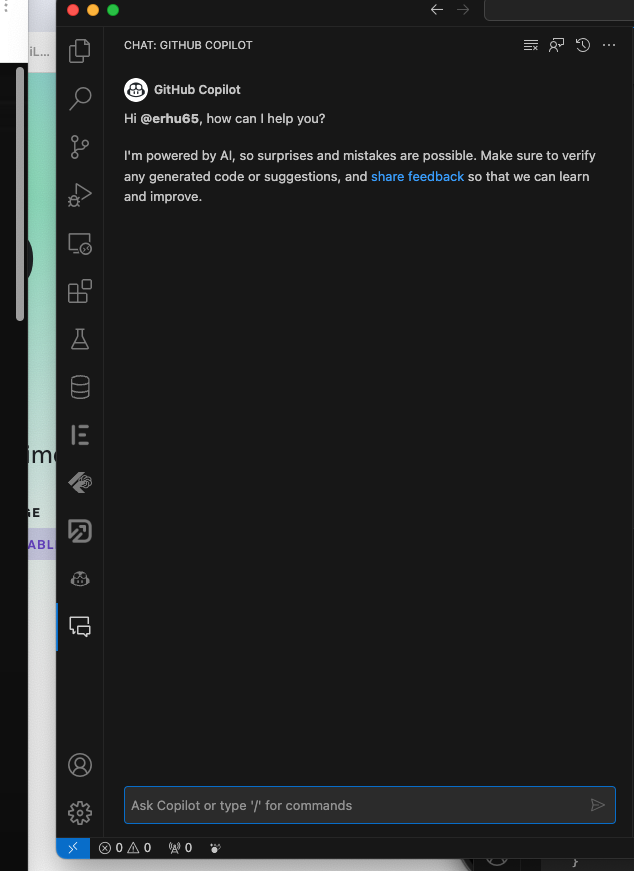 iL...
CHAT: GITHUB COPILOT
GitHub Copilot
Hi @erhu65, how can I help you?
I'm powered by AI, so surprises and mistakes are possible. Make sure to verify
any generated code or suggestions, and share feedback so that we can learn
and improve.
ime
GE
ABL
Ask Copilot or type '/' for commands
0 0 0
}